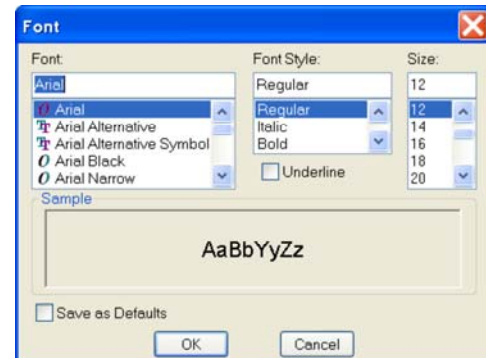 Font
Font: Font Style: Size:
Arial Regular 12
Arial Regular 12
Arial Alternative Italic 14
Arial Alternative Symbol Bold 16
Arial Black 18
Arial Narrow 20
Underline
Sample
AaBbYyZz
Save as Defaults
OK Cancel